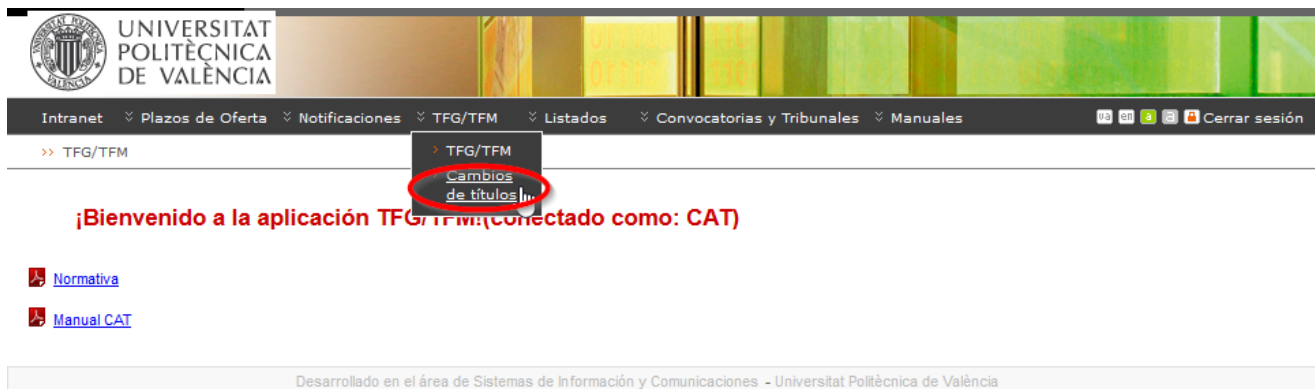 UNIVERSITAT
POLITÈCNICA
DE VALÈNCIA
Intranet Plazos de Oferta Notificaciones TFG/TFM Listados Convocatorias y Tribunales Manuales va en a a Cerrar sesión
>> TFG/TFM
TFG/TFM
Cambios
de títulos
¡Bienvenido a la aplicación TFG/TFM!(conectado como: CAT)
Normativa
Manual CAT
Desarrollado en el área de Sistemas de Información y Comunicaciones - Universitat Politècnica de València